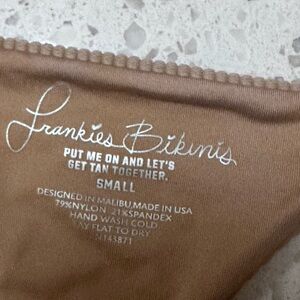 Frankies Bikinis
PUT ME ON AND LET'S
GET TAN TOGETHER.
SMALL
DESIGNED IN MALIBU, MADE IN USA
79%NYLON 21%SPANDEX
HAND WASH COLD
LAY FLAT TO DRY